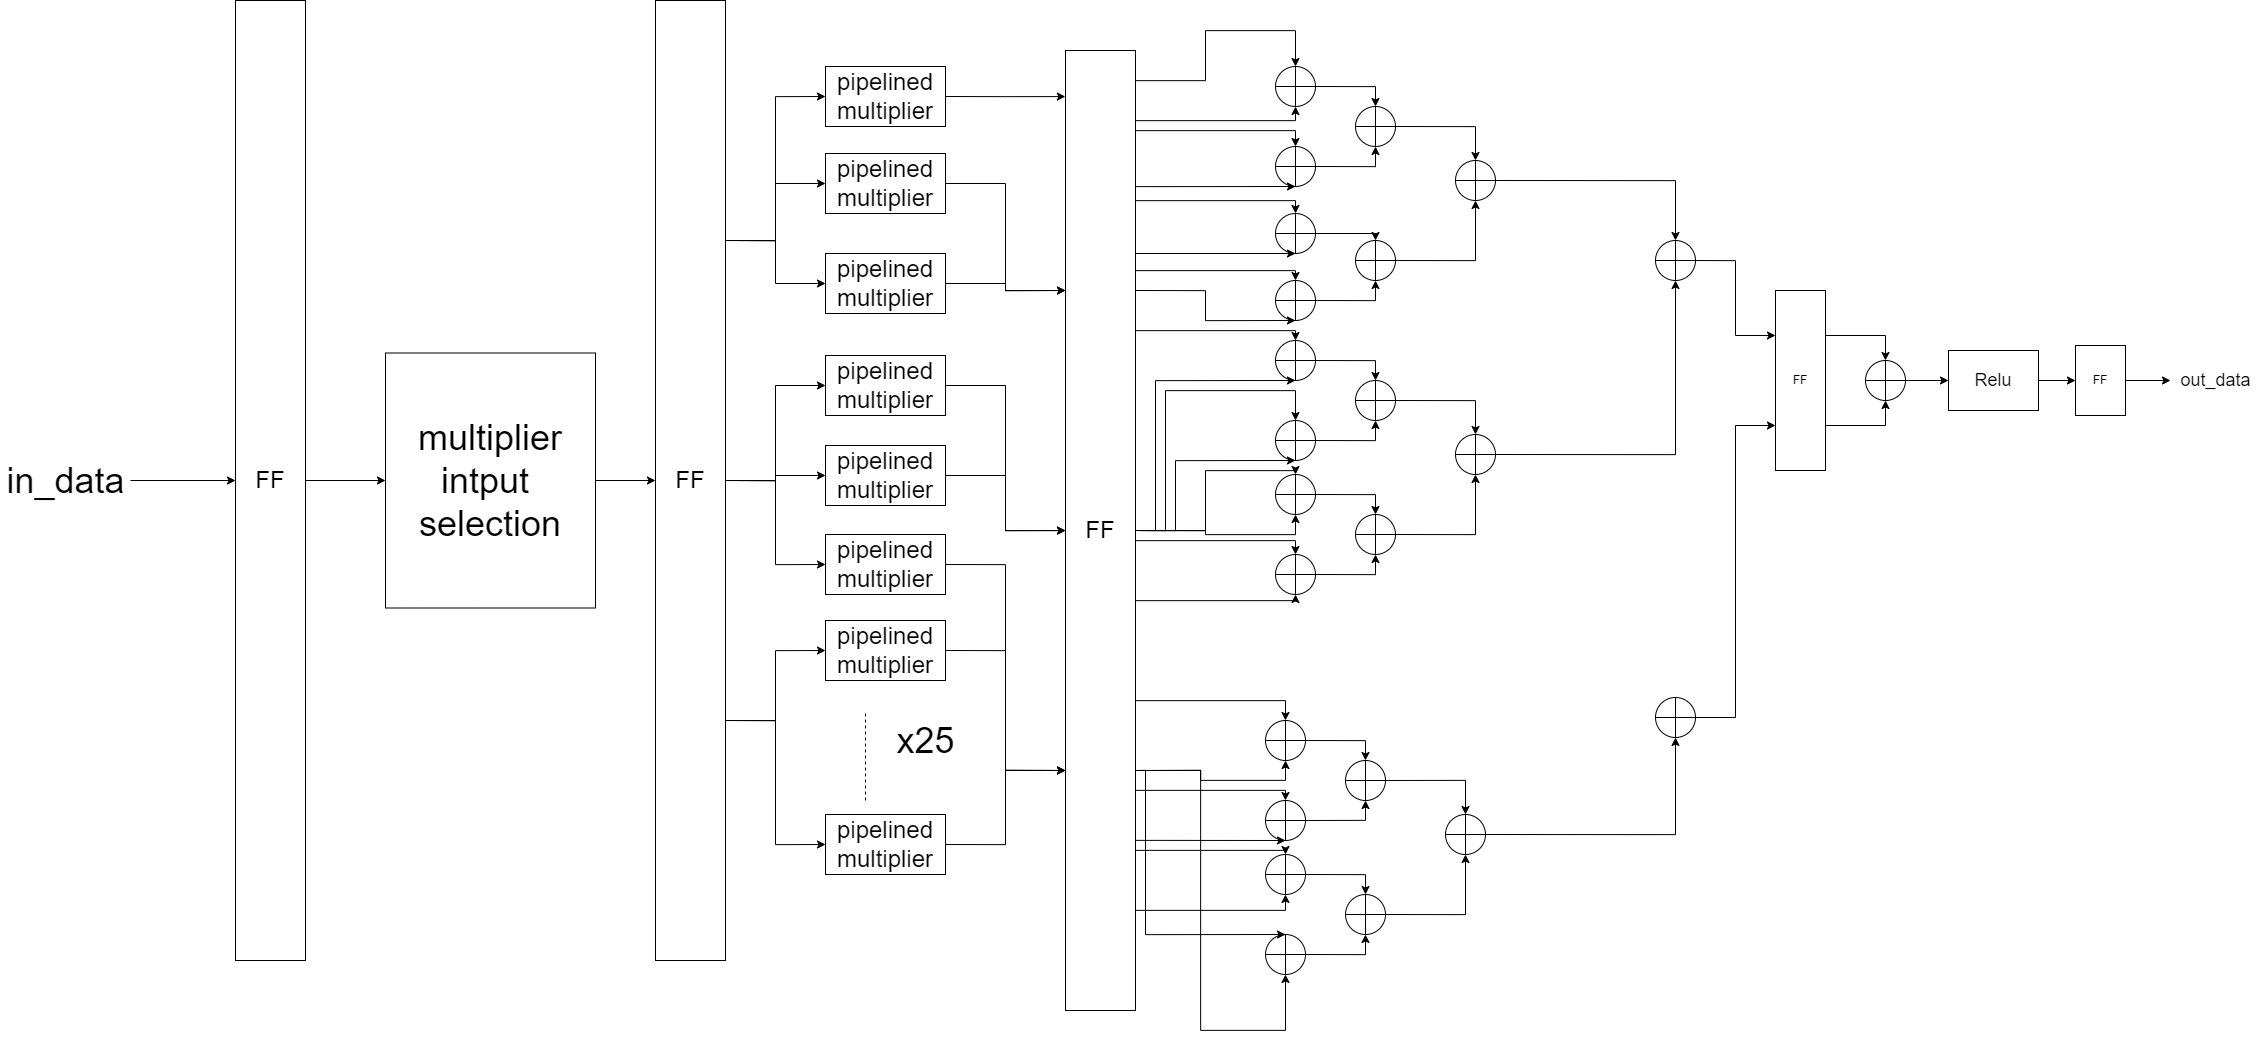 in_data
FF
multiplier
intput
selection
FF
pipelined
multiplier
pipelined
multiplier
pipelined
multiplier
pipelined
multiplier
pipelined
multiplier
pipelined
multiplier
pipelined
multiplier
x25
pipelined
multiplier
FF
FF
Relu
FF
out_data